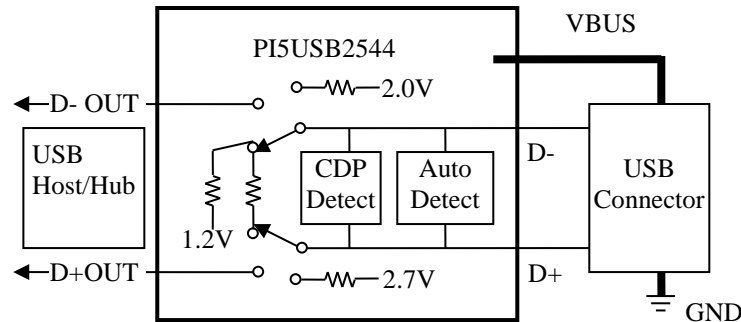 VBUS
PI5USB2544
2.0V
D- OUT
USB
Host/Hub
CDP
Detect
Auto
Detect
D-
USB
Connector
1.2V
D+OUT
2.7V
D+
GND